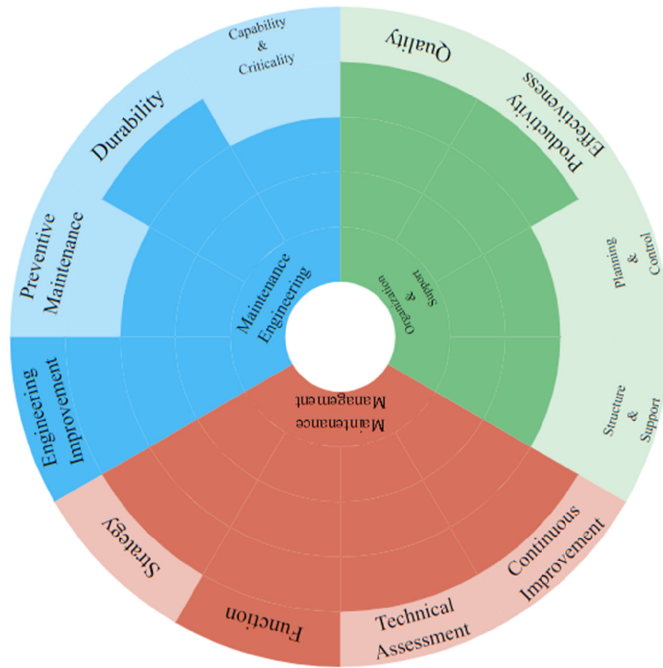 Capability
&
Criticality
Quality
Durability
Effectiveness
Productivity
Preventive
Maintenance
Maintenance
Engineering
Organization
&
Support
Planning
&
Control
Enginering
Improvement
Maintenance
Management
Structure
&
Support
Strategy
Function
Technical
Assessment
Continuous
Improvement